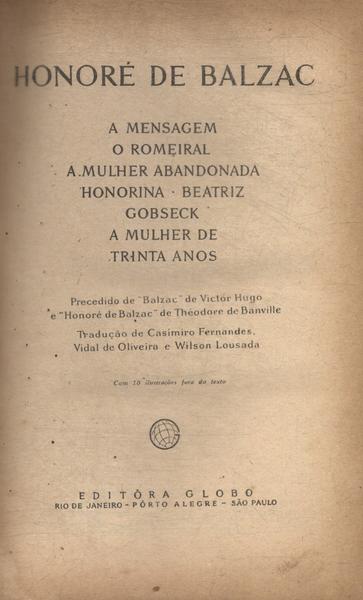 HONORÉ DE BALZAC
A MENSAGEM
O ROMEIRAL
A MULHER ABANDONADA
HONORINA · BEATRIZ
GOBSECK
A MULHER DE
TRINTA ANOS
Precedido de "Balzac" de Victor Hugo
e "Honoré de Balzac" de Théodore de Banville
Tradução de Casimiro Fernandes,
Vidal de Oliveira e Wilson Lousada
Com 10 ilustrações fora do texto
EDITÔRA GLOBO
RIO DE JANEIRO - PÔRTO ALEGRE - SÃO PAULO